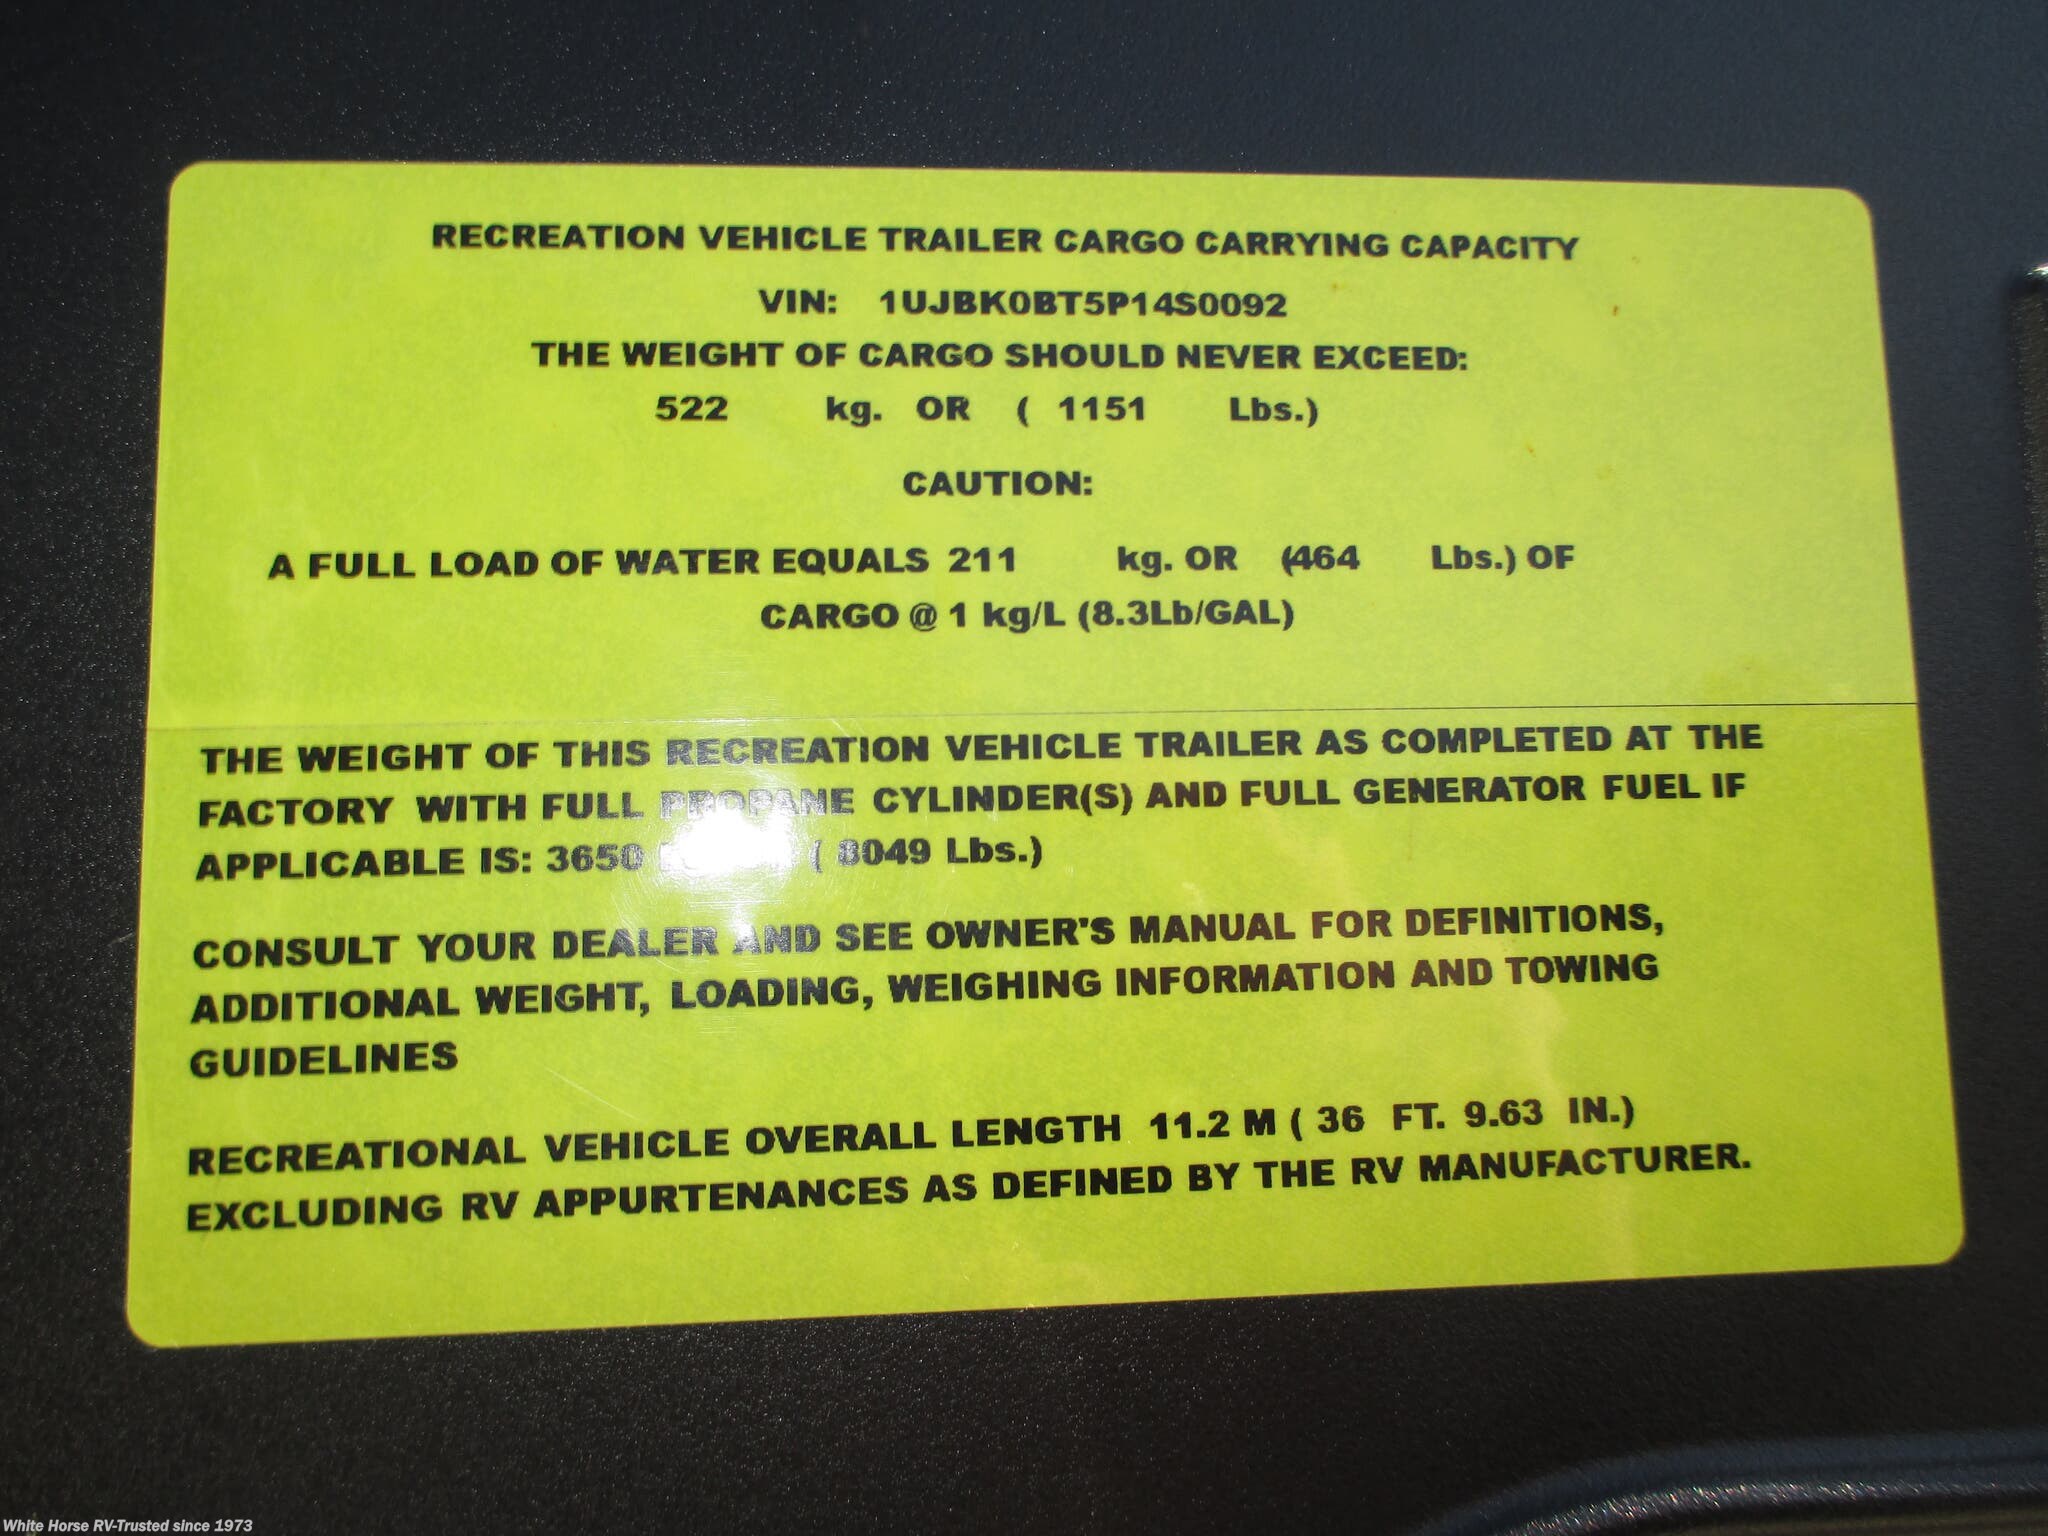 RECREATION VEHICLE TRAILER CARGO CARRYING CAPACITY
VIN: 1UJBK0BT5P14S0092
THE WEIGHT OF CARGO SHOULD NEVER EXCEED:
522 kg. OR ( 1151 Lbs.)
CAUTION:
A FULL LOAD OF WATER EQUALS 211 kg. OR (464 Lbs.) OF
CARGO @ 1 kg/L (8.3Lb/GAL)
THE WEIGHT OF THIS RECREATION VEHICLE TRAILER AS COMPLETED AT THE
FACTORY WITH FULL PROPANE CYLINDER(S) AND FULL GENERATOR FUEL IF
APPLICABLE IS: 3650 ( 8049 Lbs.)
CONSULT YOUR DEALER AND SEE OWNER'S MANUAL FOR DEFINITIONS,
ADDITIONAL WEIGHT, LOADING, WEIGHING INFORMATION AND TOWING
GUIDELINES
RECREATIONAL VEHICLE OVERALL LENGTH 11.2 M ( 36 FT. 9.63 IN.)
EXCLUDING RV APPURTENANCES AS DEFINED BY THE RV MANUFACTURER.
White Horse RV-Trusted since 1973